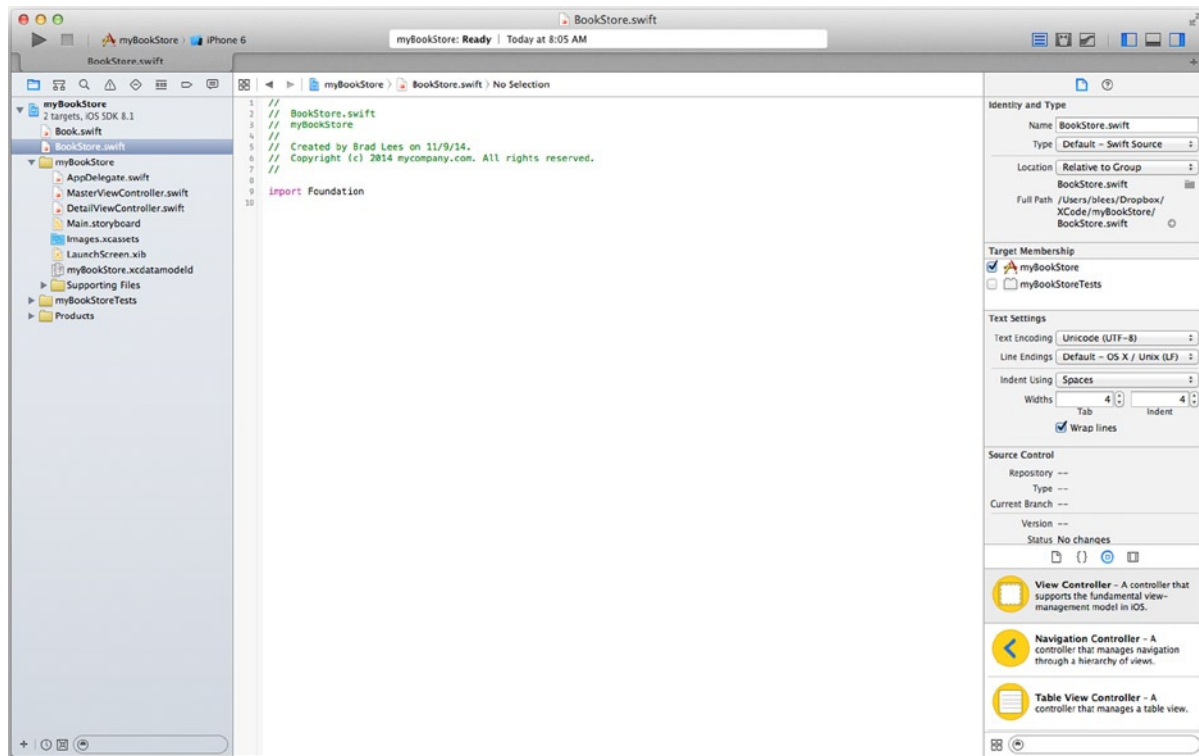 BookStore.swift
myBookStore › iPhone 6
myBookStore: Ready | Today at 8:05 AM
BookStore.swift
myBookStore › BookStore.swift › No Selection
myBookStore
2 targets, iOS SDK 8.1
Book.swift
BookStore.swift
myBookStore
AppDelegate.swift
MasterViewController.swift
DetailViewController.swift
Main.storyboard
Images.xcassets
LaunchScreen.xib
myBookStore.xcdatamodeld
Supporting Files
myBookStoreTests
Products
1 //
2 // BookStore.swift
3 // myBookStore
4 //
5 // Created by Brad Lees on 11/9/14.
6 // Copyright (c) 2014 mycompany.com. All rights reserved.
7 //
8
9 import Foundation
10
Identity and Type
Name BookStore.swift
Type Default - Swift Source
Location Relative to Group
BookStore.swift
Full Path /Users/blees/Dropbox/
XCode/myBookStore/
BookStore.swift
Target Membership
myBookStore
myBookStoreTests
Text Settings
Text Encoding Unicode (UTF-8)
Line Endings Default - OS X / Unix (LF)
Indent Using Spaces
Widths 4 4
Tab Indent
Wrap lines
Source Control
Repository --
Type --
Current Branch --
Version --
Status No changes
{}
View Controller - A controller that
supports the fundamental view-
management model in iOS.
Navigation Controller - A
controller that manages navigation
through a hierarchy of views.
Table View Controller - A
controller that manages a table view.